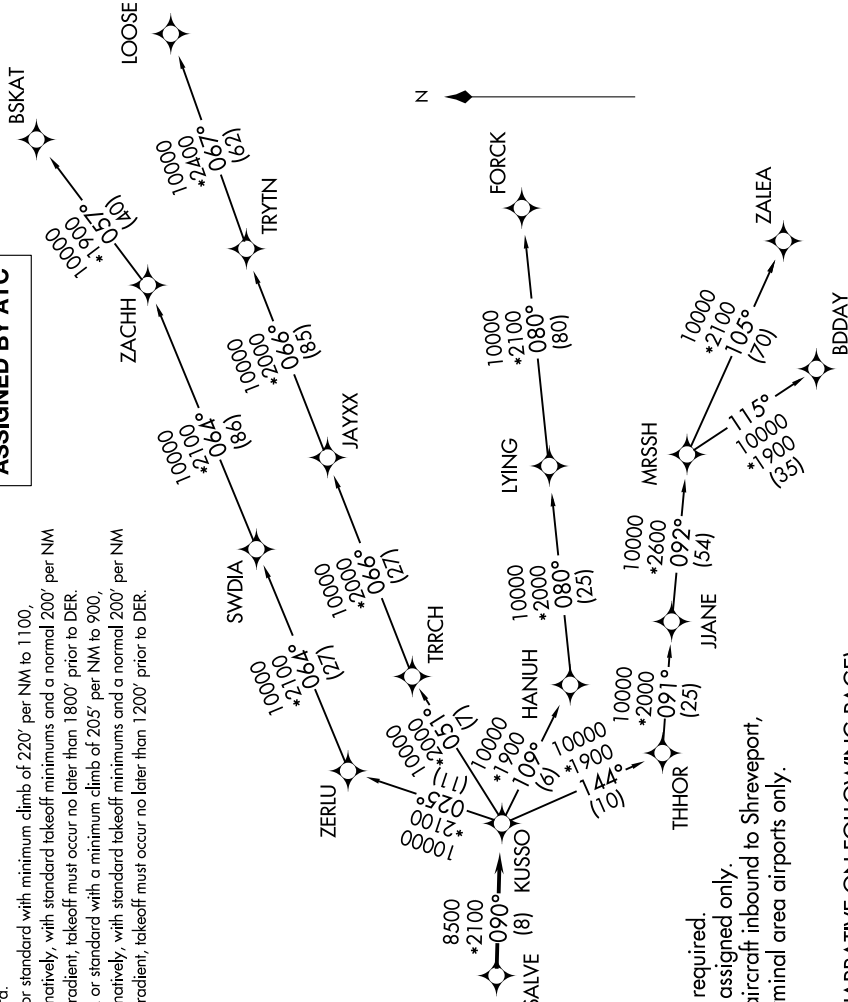 ASSIGNED BY ATC
or standard with minimum climb of 220' per NM to 1100,
natively, with standard takeoff minimums and a normal 200' per NM
radient, takeoff must occur no later than 1800' prior to DER.
, or standard with a minimum climb of 205' per NM to 900,
natively, with standard takeoff minimums and a normal 200' per NM
radient, takeoff must occur no later than 1200' prior to DER.
BSKAT
LOOSE
10000
*1900
057°
(40)
10000
*2400
067°
(62)
N
ZACHH
TRYTN
FORCK
10000
*2100
064°
(86)
10000
*2000
066°
(85)
10000
*2100
080°
(80)
ZALEA
SWDIA
JAYXX
LYING
10000
*2100
105°
(70)
BDDAY
10000
*2100
064°
(27)
10000
*2000
066°
(27)
10000
*2000
080°
(25)
MRSSH
115°
10000
*1900
(35)
ZERLU
TRRCH
HANUH
10000
*2600
092°
(54)
JJANE
10000
*2100
025°
(11)
10000
*2000
051°
(7)
10000
*1900
109°
(6)
10000
*1900
144°
(10)
10000
*2000
091°
(25)
THHOR
KUSSO
8500
*2100
090°
(8)
SALVE
required.
assigned only.
aircraft inbound to Shreveport,
minal area airports only.